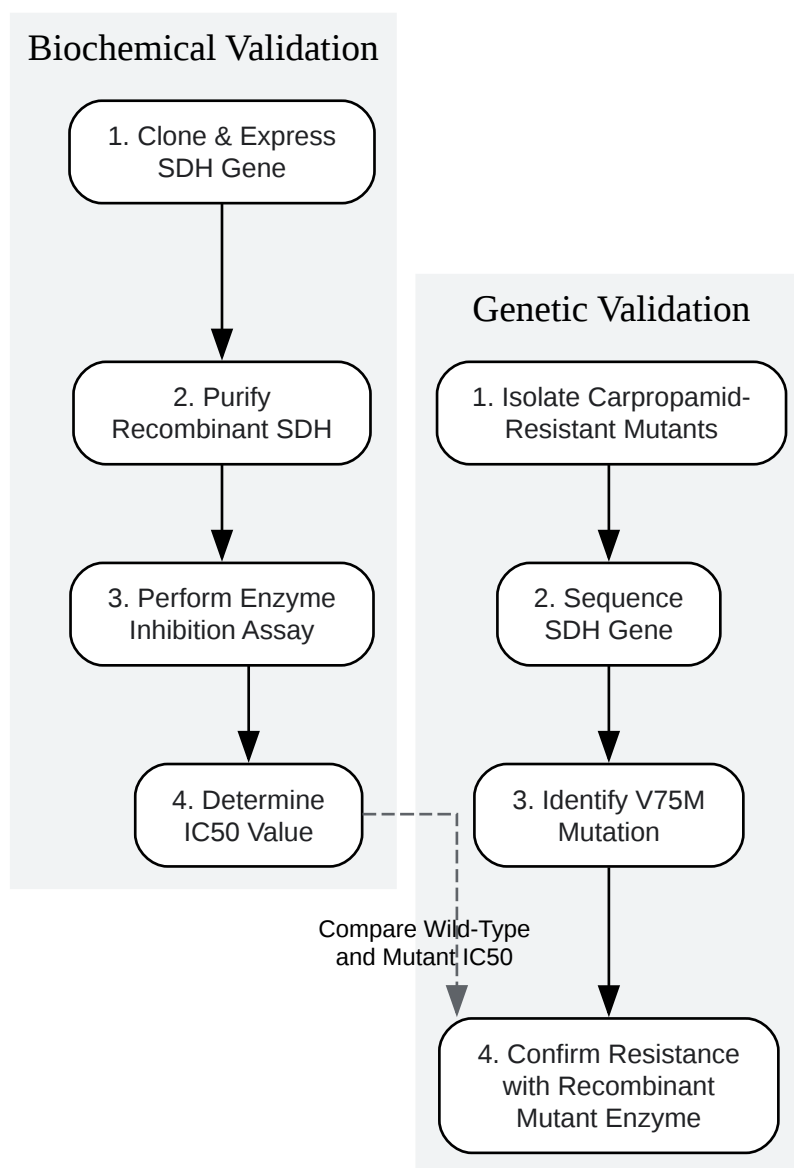 Biochemical Validation
1. Clone & Express
SDH Gene
2. Purify
Recombinant SDH
3. Perform Enzyme
Inhibition Assay
4. Determine
IC50 Value
Compare Wild-Type
and Mutant IC50
Genetic Validation
1. Isolate Carpropamid-
Resistant Mutants
2. Sequence
SDH Gene
3. Identify V75M
Mutation
4. Confirm Resistance
with Recombinant
Mutant Enzyme